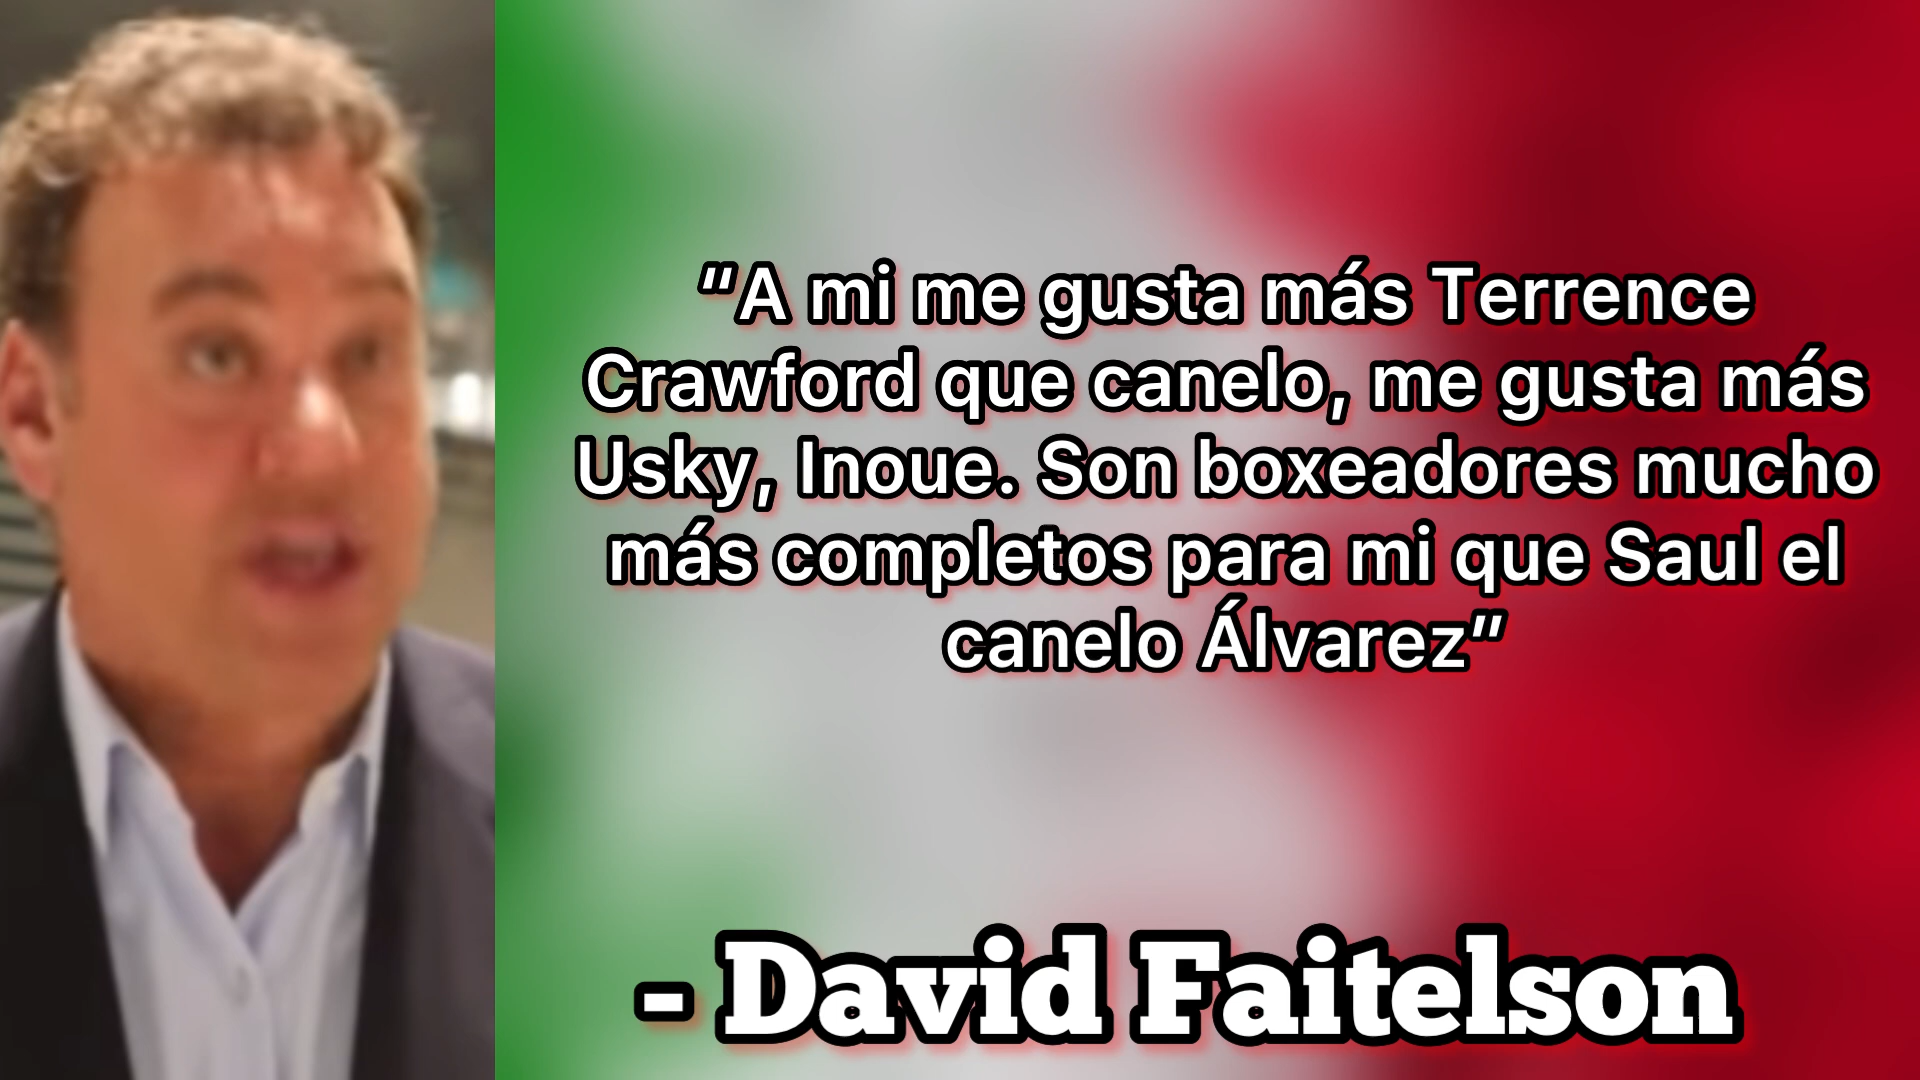 “A mi me gusta más Terrence
Crawford que canelo, me gusta más
Usky, Inoue. Son boxeadores mucho
más completos para mi que Saul el
canelo Álvarez”
- David Faitelson